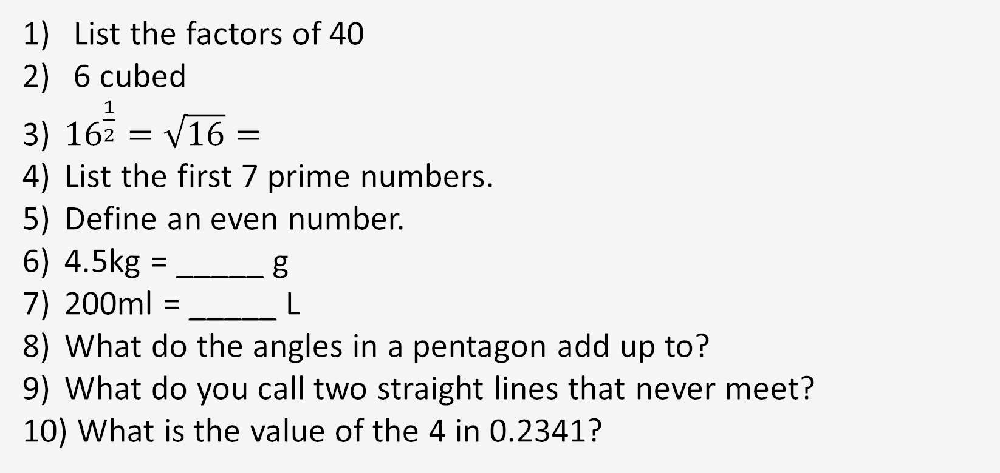 1) List the factors of 40
2) 6 cubed
3) 16^{\frac{1}{2}} = √16 =
4) List the first 7 prime numbers.
5) Define an even number.
6) 4.5kg = _____ g
7) 200ml = _____ L
8) What do the angles in a pentagon add up to?
9) What do you call two straight lines that never meet?
10) What is the value of the 4 in 0.2341?